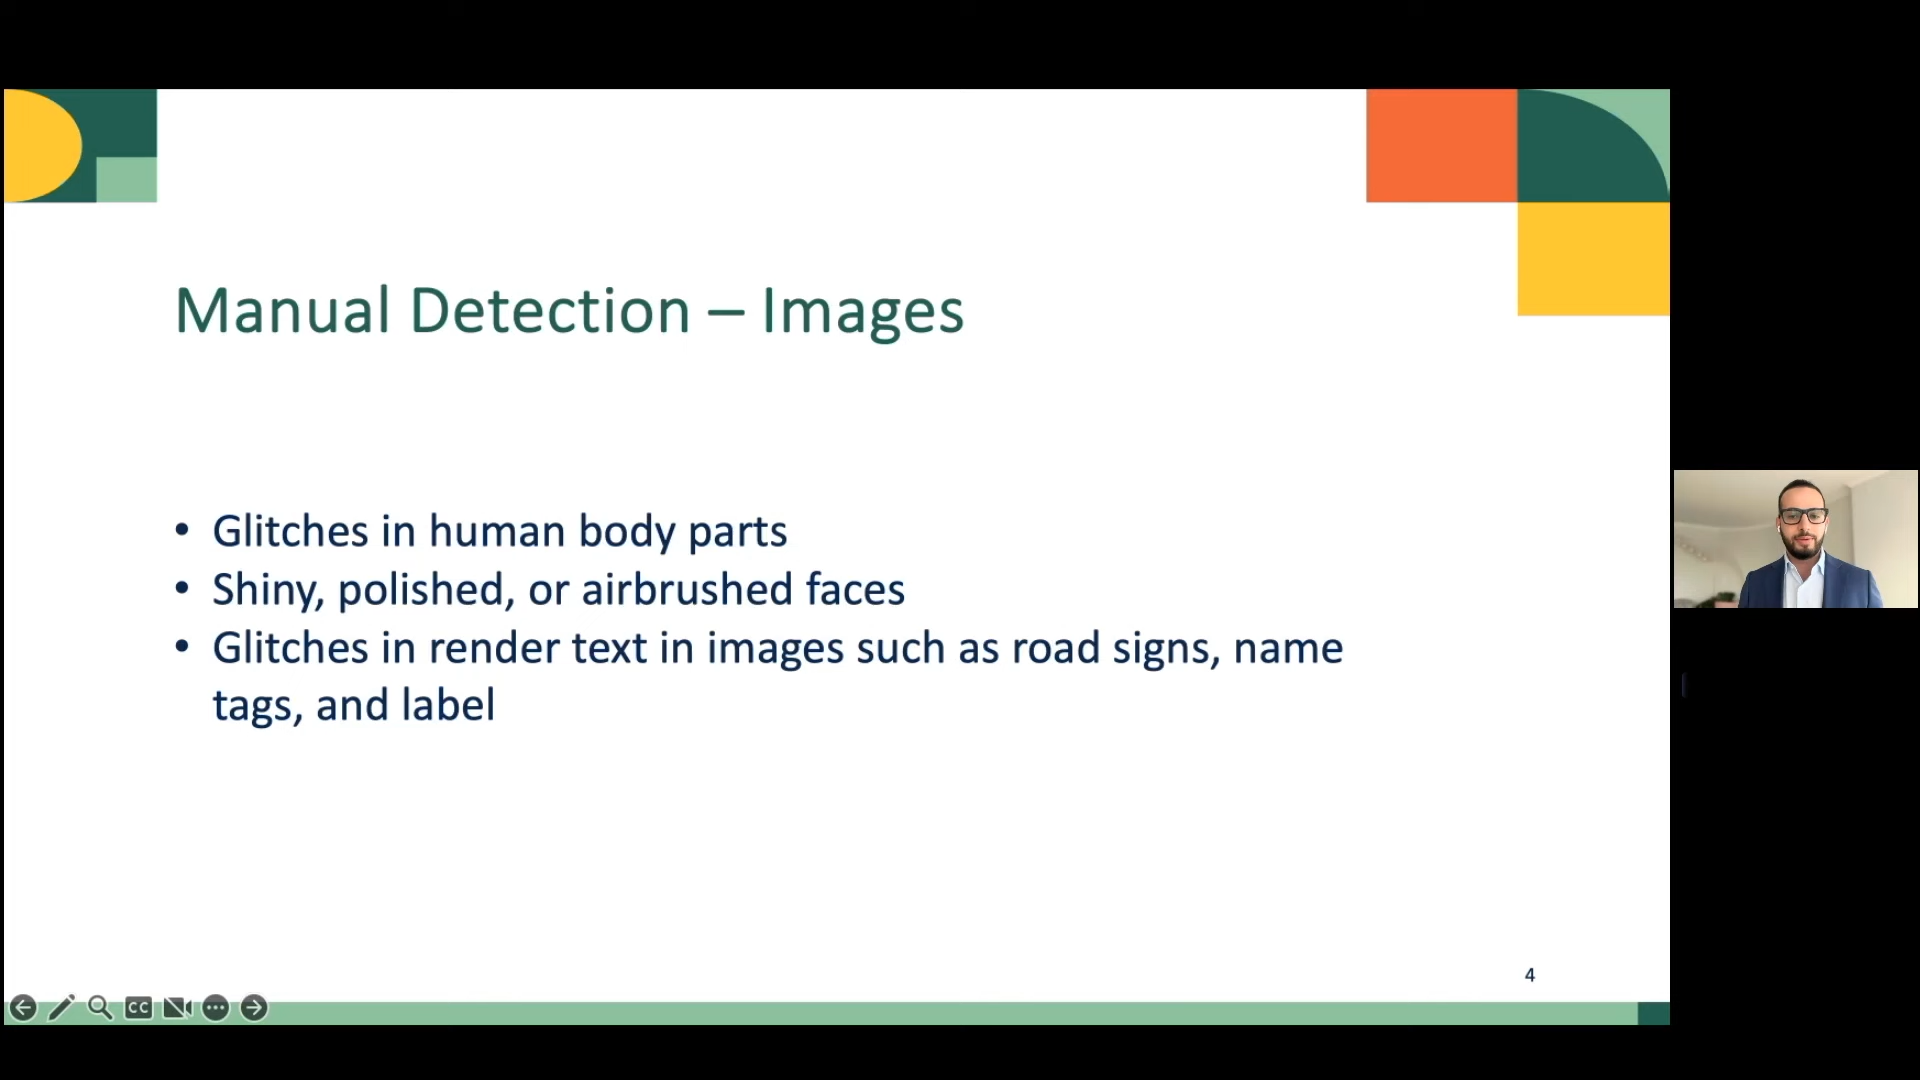 Manual Detection – Images
• Glitches in human body parts
• Shiny, polished, or airbrushed faces
• Glitches in render text in images such as road signs, name
tags, and label
4
CC